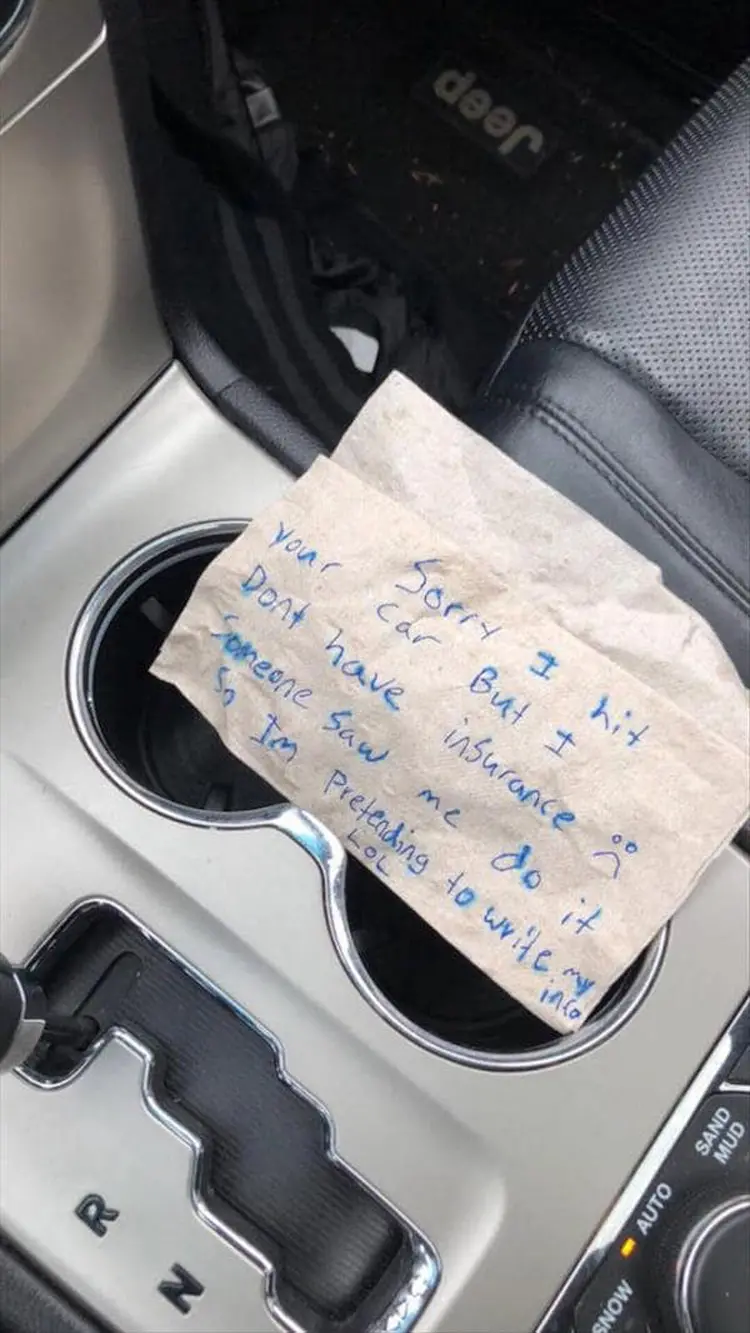 Jeep
Sorry I hit
your car But I
Dont have insurance ☹
Someone saw me do it
So Im Pretending to write my
LOL info
SAND
MUD
AUTO
SNOW
R
N